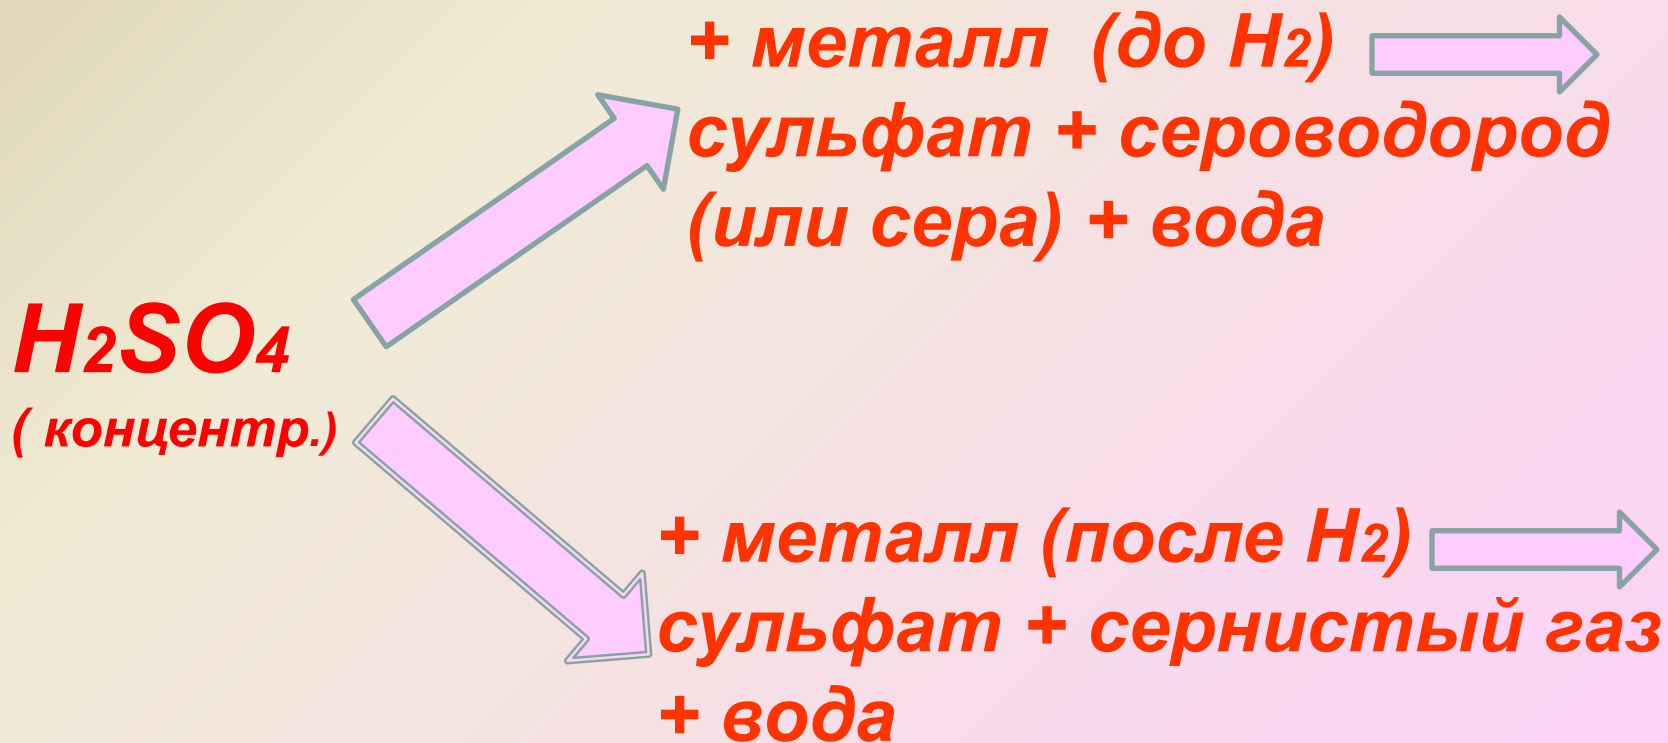 + металл (до H2)
сульфат + сероводород
(или сера) + вода
H2SO4
( концентр.)
+ металл (после H2)
сульфат + сернистый газ
+ вода